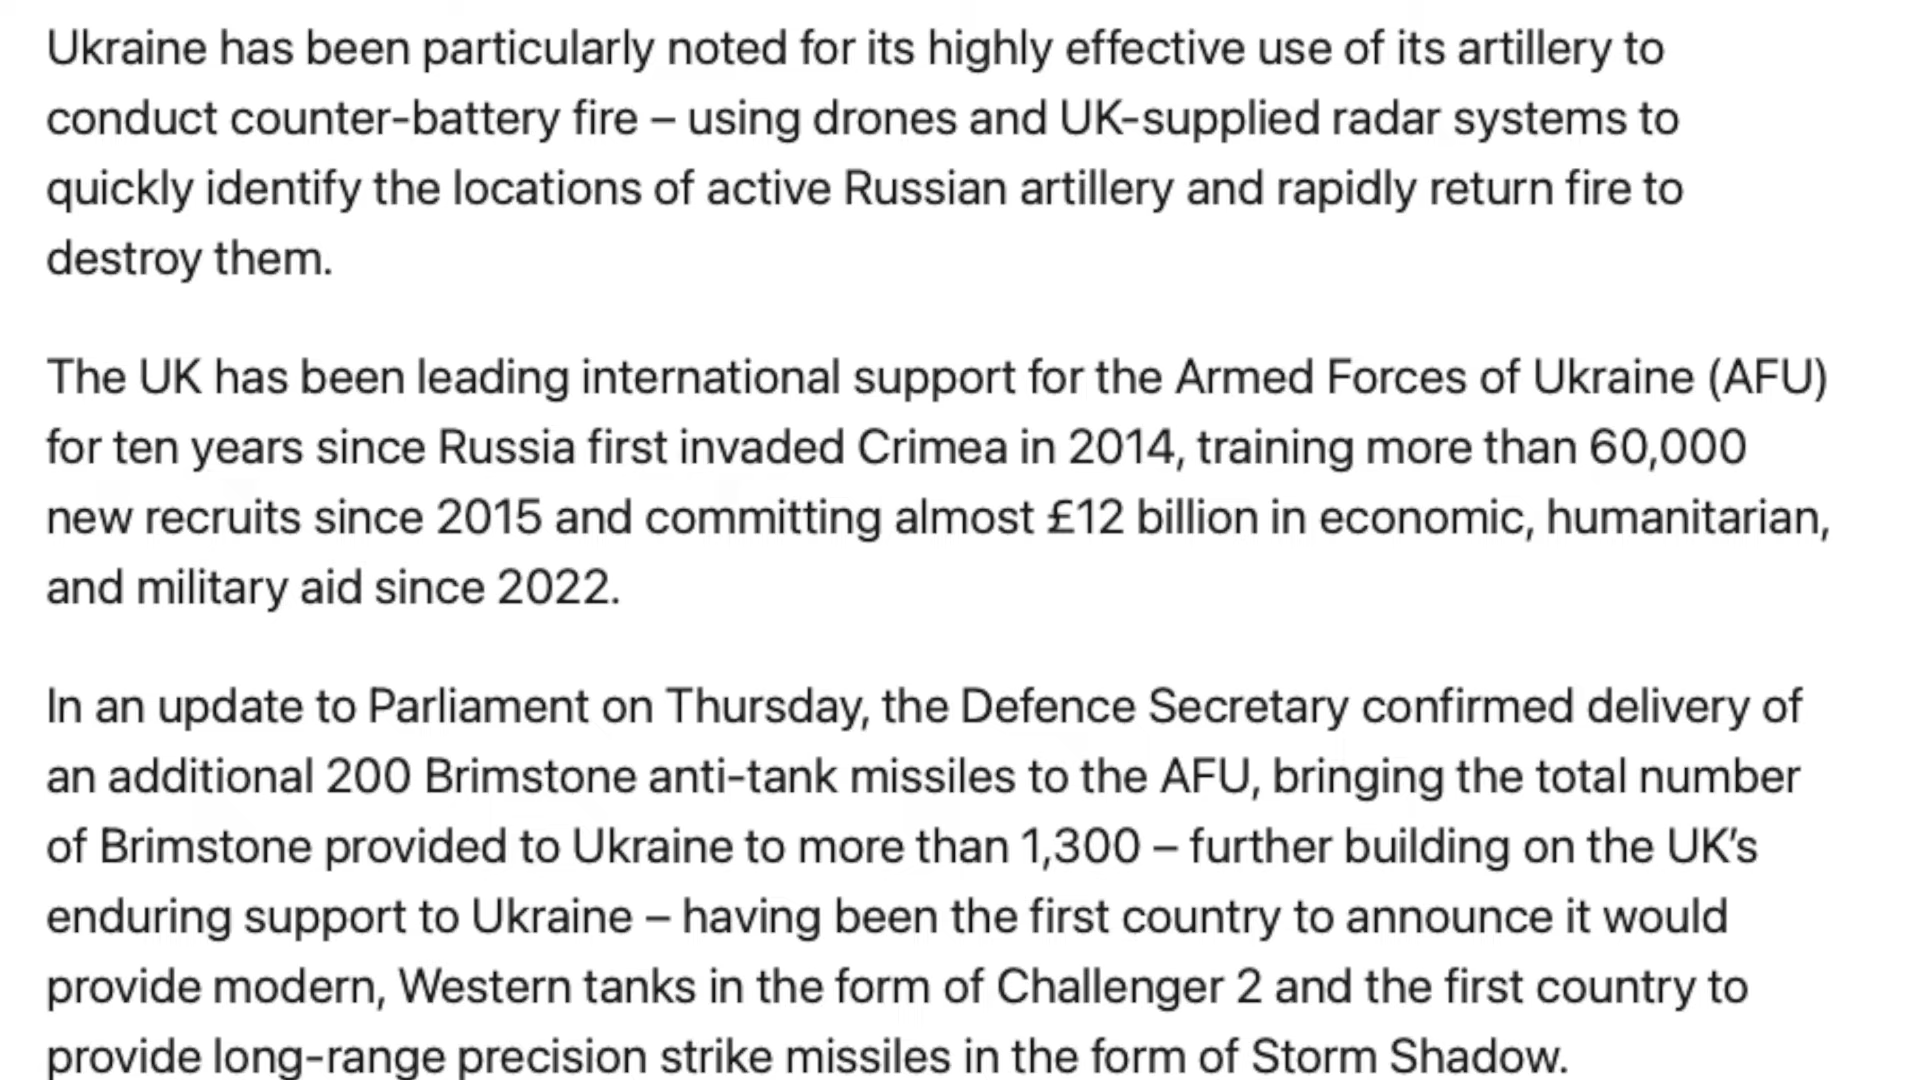 Ukraine has been particularly noted for its highly effective use of its artillery to
conduct counter-battery fire – using drones and UK-supplied radar systems to
quickly identify the locations of active Russian artillery and rapidly return fire to
destroy them.
The UK has been leading international support for the Armed Forces of Ukraine (AFU)
for ten years since Russia first invaded Crimea in 2014, training more than 60,000
new recruits since 2015 and committing almost £12 billion in economic, humanitarian,
and military aid since 2022.
In an update to Parliament on Thursday, the Defence Secretary confirmed delivery of
an additional 200 Brimstone anti-tank missiles to the AFU, bringing the total number
of Brimstone provided to Ukraine to more than 1,300 – further building on the UK’s
enduring support to Ukraine – having been the first country to announce it would
provide modern, Western tanks in the form of Challenger 2 and the first country to
provide long-range precision strike missiles in the form of Storm Shadow.